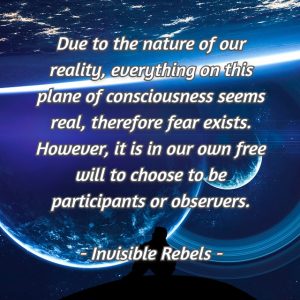 Due to the nature of our
reality, everything on this
plane of consciousness seems
real, therefore fear exists.
However, it is in our own free
will to choose to be
participants or observers.
- Invisible Rebels -